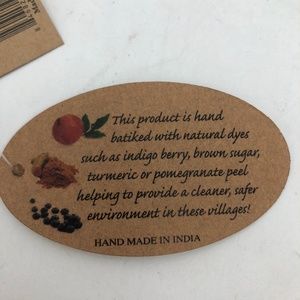 This product is hand
batiked with natural dyes
such as indigo berry, brown sugar,
turmeric or pomegranate peel
helping to provide a cleaner, safer
environment in these villages!
HAND MADE IN INDIA